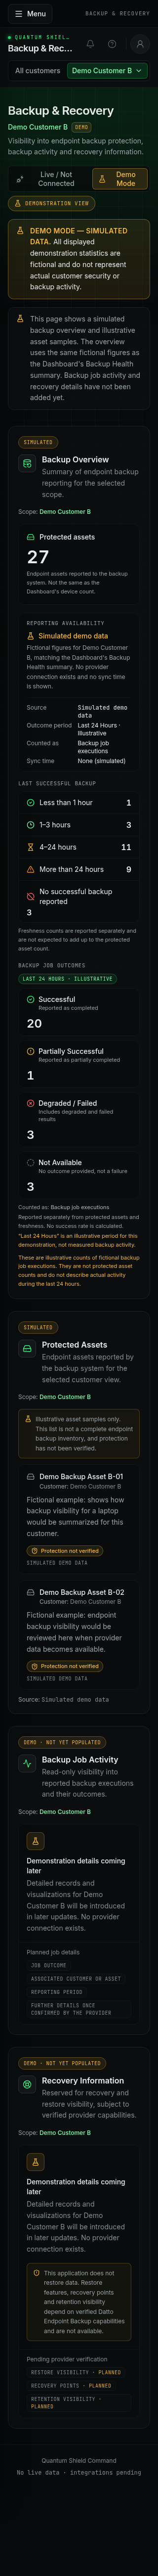 Menu
BACKUP & RECOVERY
QUANTUM SHIEL…
Backup & Rec...
All customers
Demo Customer B
Backup & Recovery
Demo Customer B DEMO
Visibility into endpoint backup protection,
backup activity and recovery information.
Live / Not
Connected
Demo
Mode
DEMONSTRATION VIEW
DEMO MODE — SIMULATED
DATA. All displayed
demonstration statistics are
fictional and do not represent
actual customer security or
backup activity.
This page shows a simulated
backup overview and illustrative
asset samples. The overview
uses the same fictional figures as
the Dashboard's Backup Health
summary. Backup job activity and
recovery details have not been
added yet.
SIMULATED
Backup Overview
Summary of endpoint backup
reporting for the selected
scope.
Scope: Demo Customer B
Protected assets
27
Endpoint assets reported to the backup
system. Not the same as the
Dashboard's device count.
REPORTING AVAILABILITY
Simulated demo data
Fictional figures for Demo Customer
B, matching the Dashboard's Backup
Health summary. No provider
connection exists and no sync time
is shown.
Source Simulated demo
data
Outcome period Last 24 Hours ·
Illustrative
Counted as Backup job
executions
Sync time None (simulated)
LAST SUCCESSFUL BACKUP
Less than 1 hour 1
1–3 hours 3
4–24 hours 11
More than 24 hours 9
No successful backup
reported
3
Freshness counts are reported separately and
are not expected to add up to the protected
asset count.
BACKUP JOB OUTCOMES
LAST 24 HOURS · ILLUSTRATIVE
Successful
Reported as completed
20
Partially Successful
Reported as partially completed
1
Degraded / Failed
Includes degraded and failed
results
3
Not Available
No outcome provided, not a failure
3
Counted as: Backup job executions
Reported separately from protected assets and
freshness. No success rate is calculated.
"Last 24 Hours" is an illustrative period for this
demonstration, not measured backup activity.
These are illustrative counts of fictional backup
job executions. They are not protected asset
counts and do not describe actual activity
during the last 24 hours.
SIMULATED
Protected Assets
Endpoint assets reported by
the backup system for the
selected customer view.
Scope: Demo Customer B
Illustrative asset samples only.
This list is not a complete endpoint
backup inventory, and protection
has not been verified.
Demo Backup Asset B-01
Customer: Demo Customer B
Fictional example: shows how
backup visibility for a laptop
would be summarized for this
customer.
Protection not verified
SIMULATED DEMO DATA
Demo Backup Asset B-02
Customer: Demo Customer B
Fictional example: endpoint
backup visibility would be
reviewed here when provider
data becomes available.
Protection not verified
SIMULATED DEMO DATA
Source: Simulated demo data
DEMO · NOT YET POPULATED
Backup Job Activity
Read-only visibility into
reported backup executions
and their outcomes.
Scope: Demo Customer B
Demonstration details coming
later
Detailed records and
visualizations for Demo
Customer B will be introduced
in later updates. No provider
connection exists.
Planned job details
JOB OUTCOME
ASSOCIATED CUSTOMER OR ASSET
REPORTING PERIOD
FURTHER DETAILS ONCE
CONFIRMED BY THE PROVIDER
DEMO · NOT YET POPULATED
Recovery Information
Reserved for recovery and
restore visibility, subject to
verified provider capabilities.
Scope: Demo Customer B
Demonstration details coming
later
Detailed records and
visualizations for Demo
Customer B will be introduced
in later updates. No provider
connection exists.
This application does not
restore data. Restore
features, recovery points
and retention visibility
depend on verified Datto
Endpoint Backup capabilities
and are not available.
Pending provider verification
RESTORE VISIBILITY · PLANNED
RECOVERY POINTS · PLANNED
RETENTION VISIBILITY ·
PLANNED
Quantum Shield Command
No live data · integrations pending